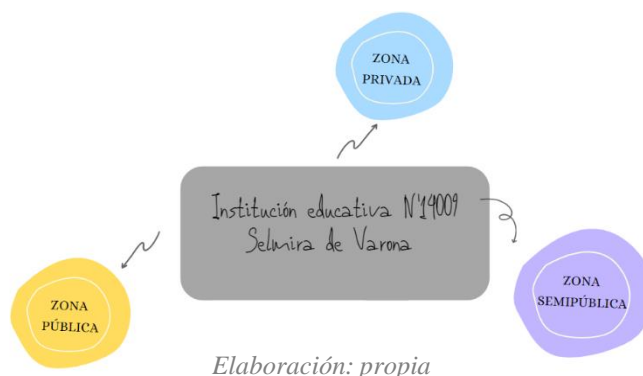 ZONA
PRIVADA
Institución educativa N°14009
Selmira de Varona
ZONA
SEMIPÚBLICA
ZONA
PÚBLICA
Elaboración: propia